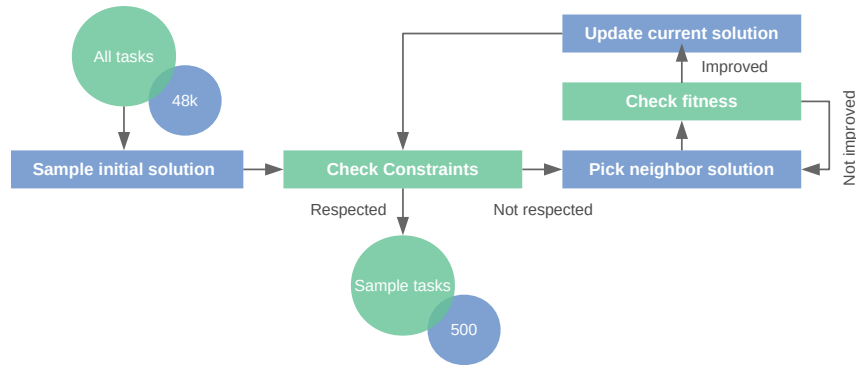 All tasks
48k
Update current solution
Improved
Check fitness
Not improved
Sample initial solution
Check Constraints
Pick neighbor solution
Respected
Not respected
Sample tasks
500